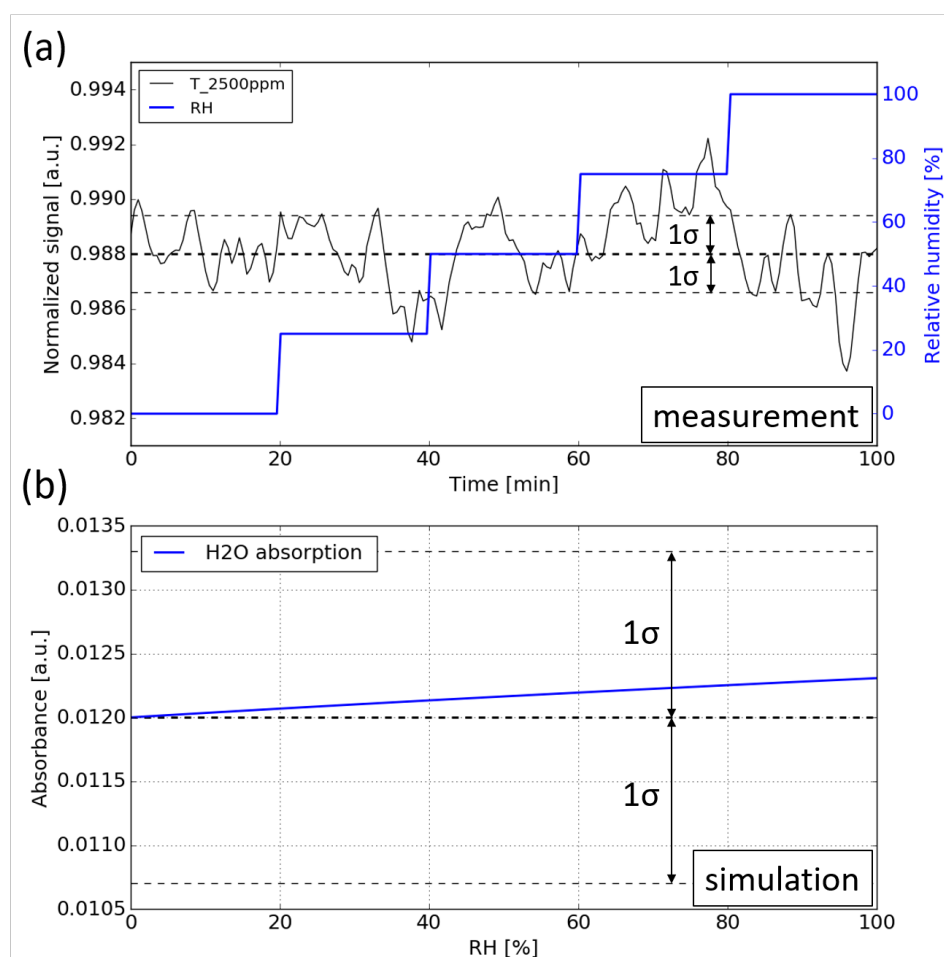 (a)
T_2500ppm
RH
0.994
0.992
0.990
0.988
0.986
0.984
0.982
Normalized signal [a.u.]
100
80
60
40
20
0
Relative humidity [%]
1σ
1σ
measurement
0 20 40 60 80 100
Time [min]
(b)
H2O absorption
0.0135
0.0130
0.0125
0.0120
0.0115
0.0110
0.0105
Absorbance [a.u.]
1σ
1σ
simulation
0 20 40 60 80 100
RH [%]